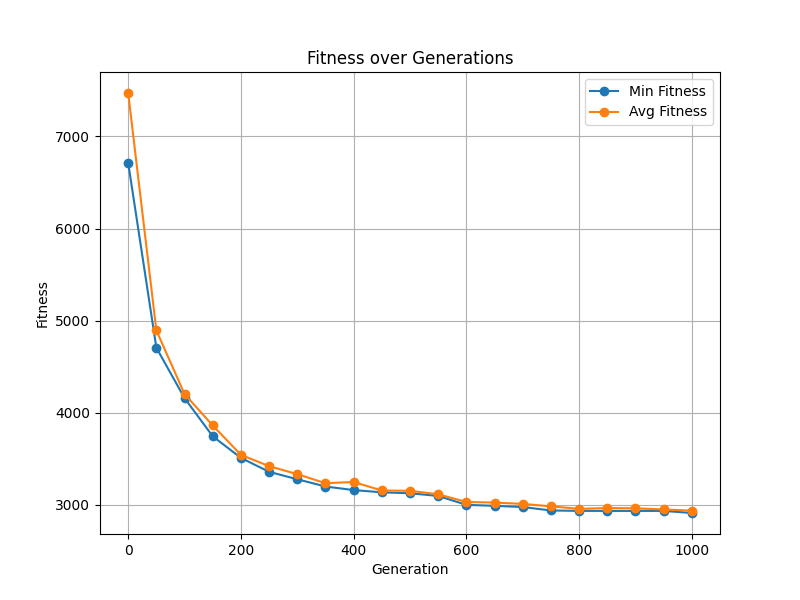 Fitness over Generations
Min Fitness
Avg Fitness
7000
6000
5000
4000
3000
Fitness
0 200 400 600 800 1000
Generation